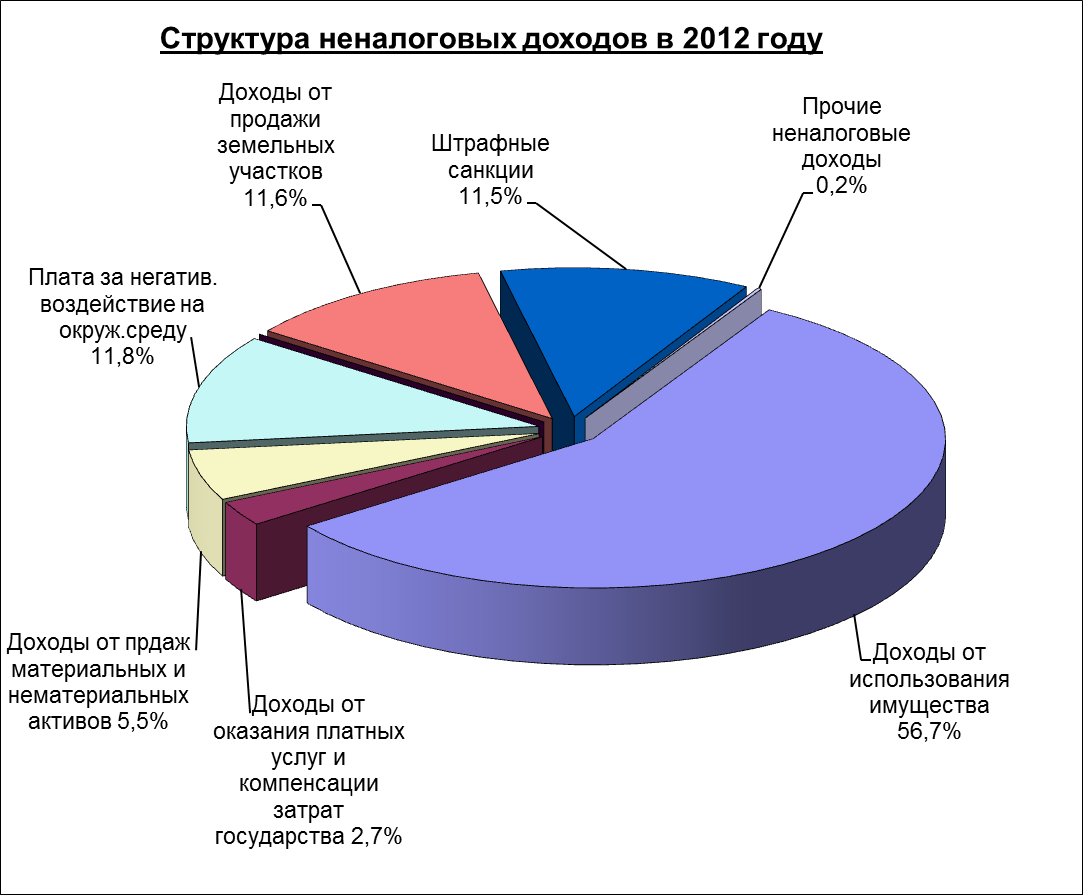 Структура неналоговых доходов в 2012 году
Доходы от
продажи
земельных
участков
11,6%
Штрафные
санкции
11,5%
Прочие
неналоговые
доходы
0,2%
Плата за негатив.
воздействие на
окруж.среду
11,8%
Доходы от прдаж
материальных и
нематериальных
активов 5,5%
Доходы от
оказания платных
услуг и
компенсации
затрат
государства 2,7%
Доходы от
использования
имущества
56,7%